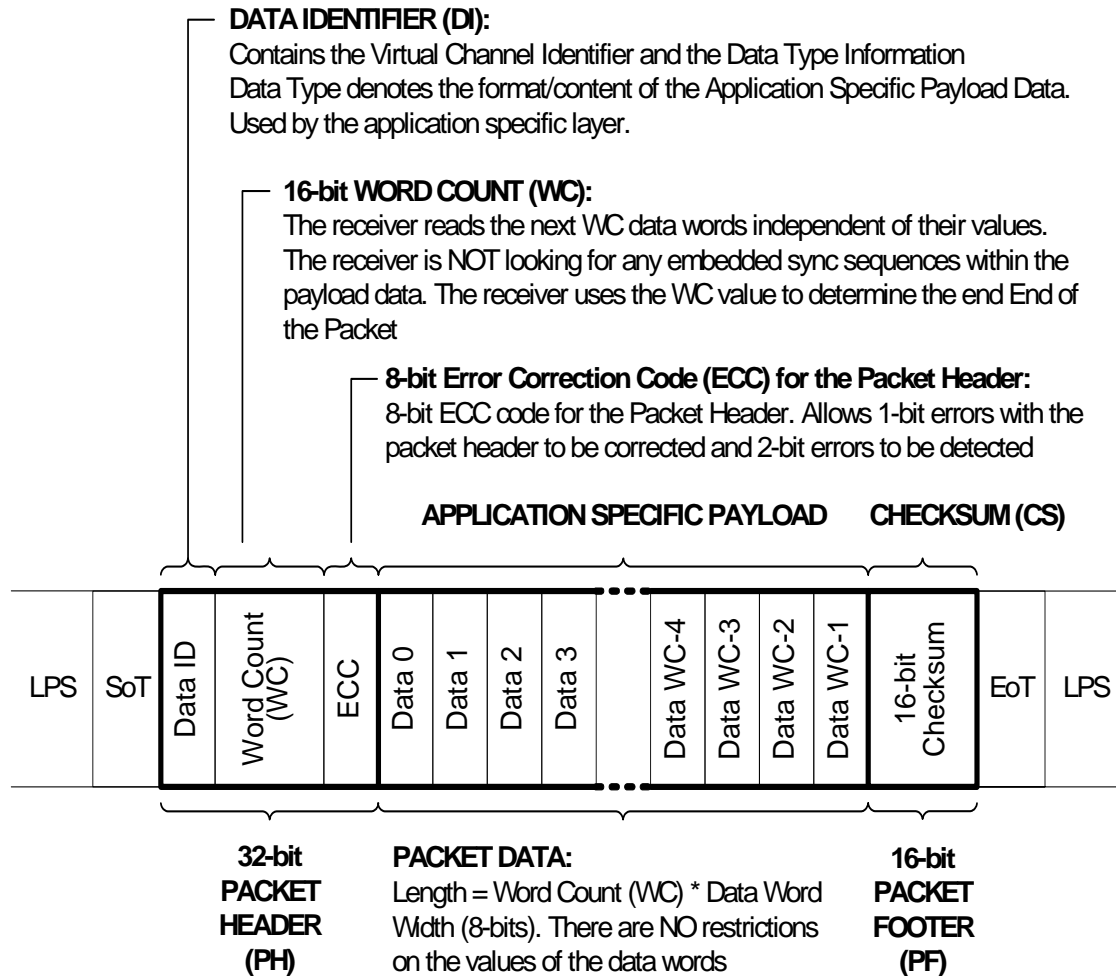 DATA IDENTIFIER (DI):
Contains the Virtual Channel Identifier and the Data Type Information
Data Type denotes the format/content of the Application Specific Payload Data.
Used by the application specific layer.
16-bit WORD COUNT (WC):
The receiver reads the next WC data words independent of their values.
The receiver is NOT looking for any embedded sync sequences within the
payload data. The receiver uses the WC value to determine the end End of
the Packet
8-bit Error Correction Code (ECC) for the Packet Header:
8-bit ECC code for the Packet Header. Allows 1-bit errors with the
packet header to be corrected and 2-bit errors to be detected
APPLICATION SPECIFIC PAYLOAD
CHECKSUM (CS)
LPS
SoT
Data ID
Word Count
(WC)
ECC
Data 0
Data 1
Data 2
Data 3
Data WC-4
Data WC-3
Data WC-2
Data WC-1
16-bit
Checksum
EoT
LPS
32-bit
PACKET
HEADER
(PH)
PACKET DATA:
Length = Word Count (WC) * Data Word
Width (8-bits). There are NO restrictions
on the values of the data words
16-bit
PACKET
FOOTER
(PF)